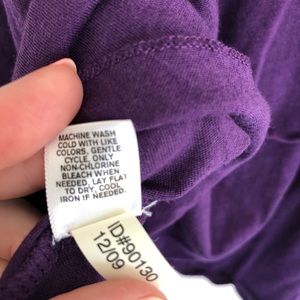 MACHINE WASH
COLD WITH LIKE
COLORS, GENTLE
CYCLE, ONLY
NON-CHLORINE
BLEACH WHEN
NEEDED, LAY FLAT
TO DRY, COOL
IRON IF NEEDED.
ID#90130
12/09